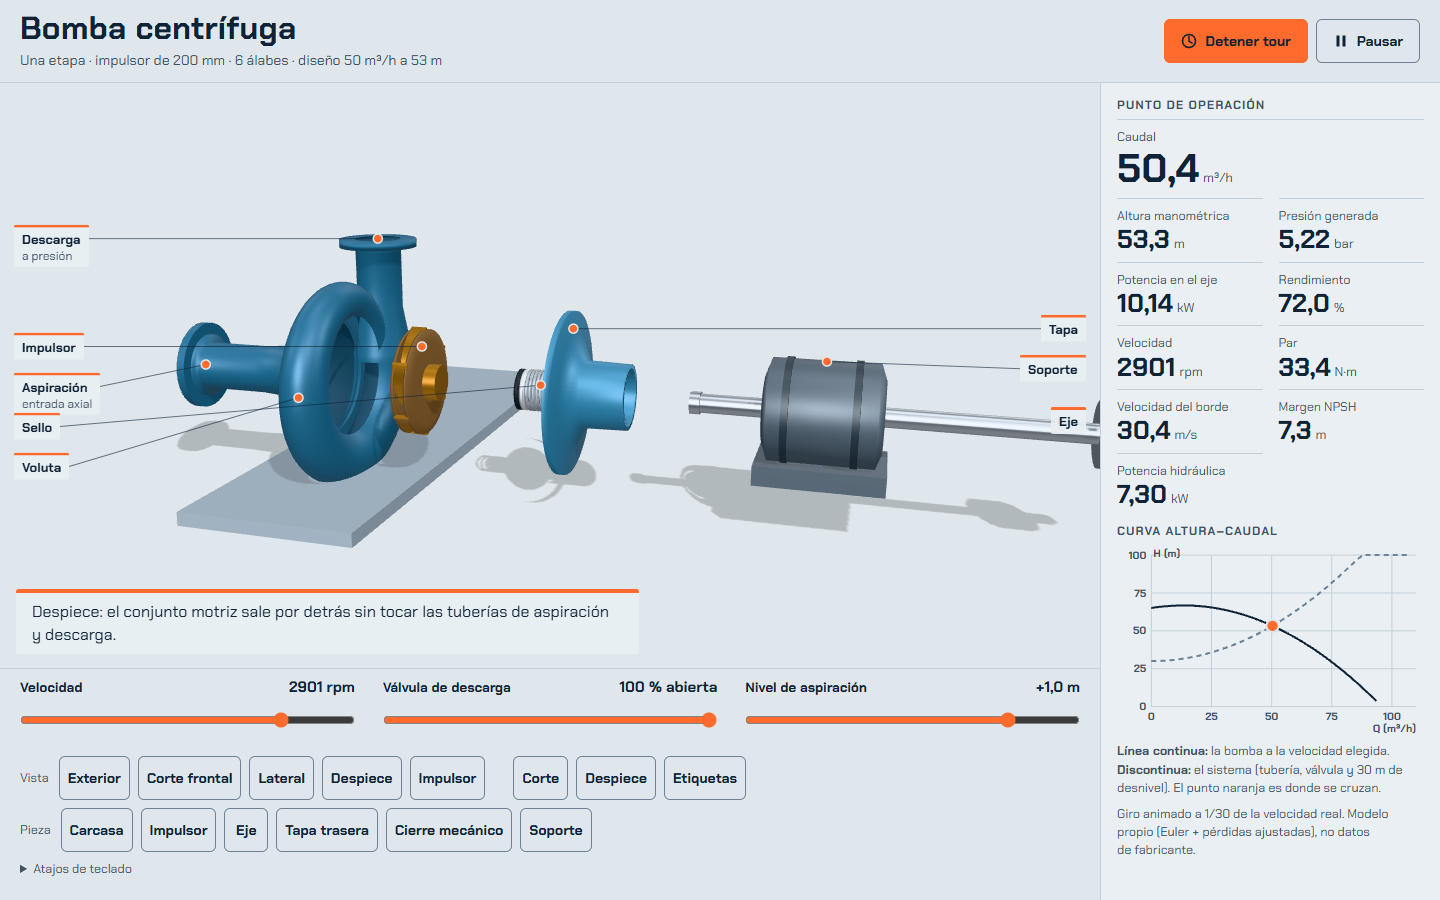 Bomba centrífuga
Una etapa · impulsor de 200 mm · 6 álabes · diseño 50 m³/h a 53 m
Detener tour
Pausar
Descarga
a presión
Impulsor
Aspiración
entrada axial
Sello
Voluta
Tapa
Soporte
Eje
Despiece: el conjunto motriz sale por detrás sin tocar las tuberías de aspiración
y descarga.
Velocidad 2901 rpm
Válvula de descarga 100 % abierta
Nivel de aspiración +1,0 m
Vista Exterior Corte frontal Lateral Despiece Impulsor Corte Despiece Etiquetas
Pieza Carcasa Impulsor Eje Tapa trasera Cierre mecánico Soporte
Atajos de teclado
PUNTO DE OPERACIÓN
Caudal
50,4 m³/h
Altura manométrica Presión generada
53,3 m 5,22 bar
Potencia en el eje Rendimiento
10,14 kW 72,0 %
Velocidad Par
2901 rpm 33,4 N·m
Velocidad del borde Margen NPSH
30,4 m/s 7,3 m
Potencia hidráulica
7,30 kW
CURVA ALTURA–CAUDAL
100 H (m)
75
50
25
0
0 25 50 75 100
Q (m³/h)
Línea continua: la bomba a la velocidad elegida.
Discontinua: el sistema (tubería, válvula y 30 m de
desnivel). El punto naranja es donde se cruzan.
Giro animado a 1/30 de la velocidad real. Modelo
propio (Euler + pérdidas ajustadas), no datos
de fabricante.